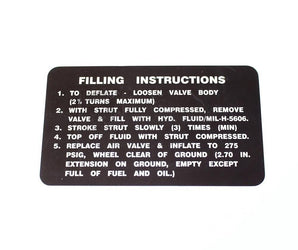 FILLING INSTRUCTIONS
1. TO DEFLATE - LOOSEN VALVE BODY
(2½ TURNS MAXIMUM)
2. WITH STRUT FULLY COMPRESSED, REMOVE
VALVE & FILL WITH HYD. FLUID/MIL-H-5606.
3. STROKE STRUT SLOWLY (3) TIMES (MIN)
4. TOP OFF FLUID WITH STRUT COMPRESSED.
5. REPLACE AIR VALVE & INFLATE TO 275
PSIG, WHEEL CLEAR OF GROUND (2.70 IN.
EXTENSION ON GROUND, EMPTY EXCEPT
FULL OF FUEL AND OIL.)